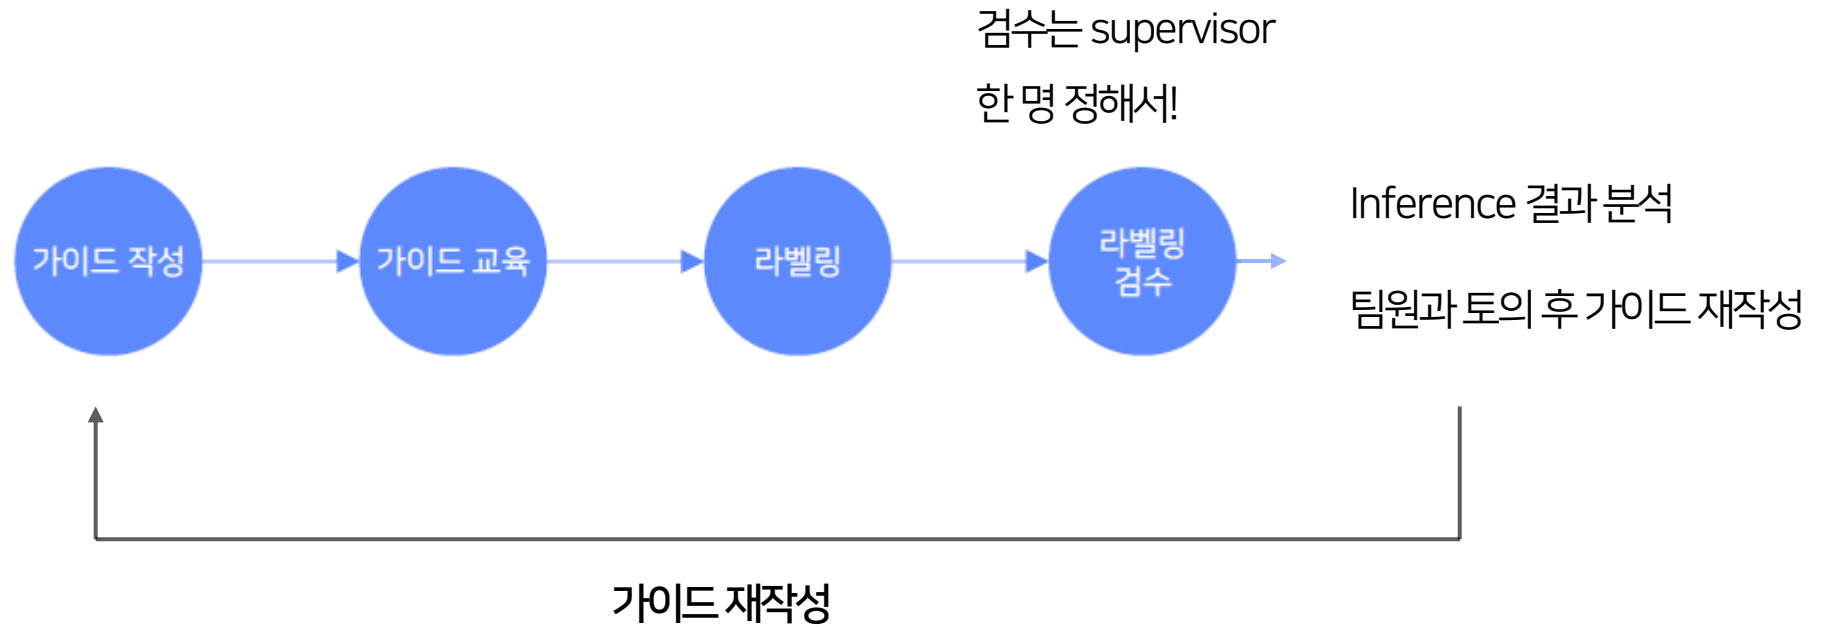 검수는 supervisor
한 명 정해서!
가이드 작성
가이드 교육
라벨링
라벨링
검수
Inference 결과 분석
팀원과 토의 후 가이드 재작성
가이드 재작성